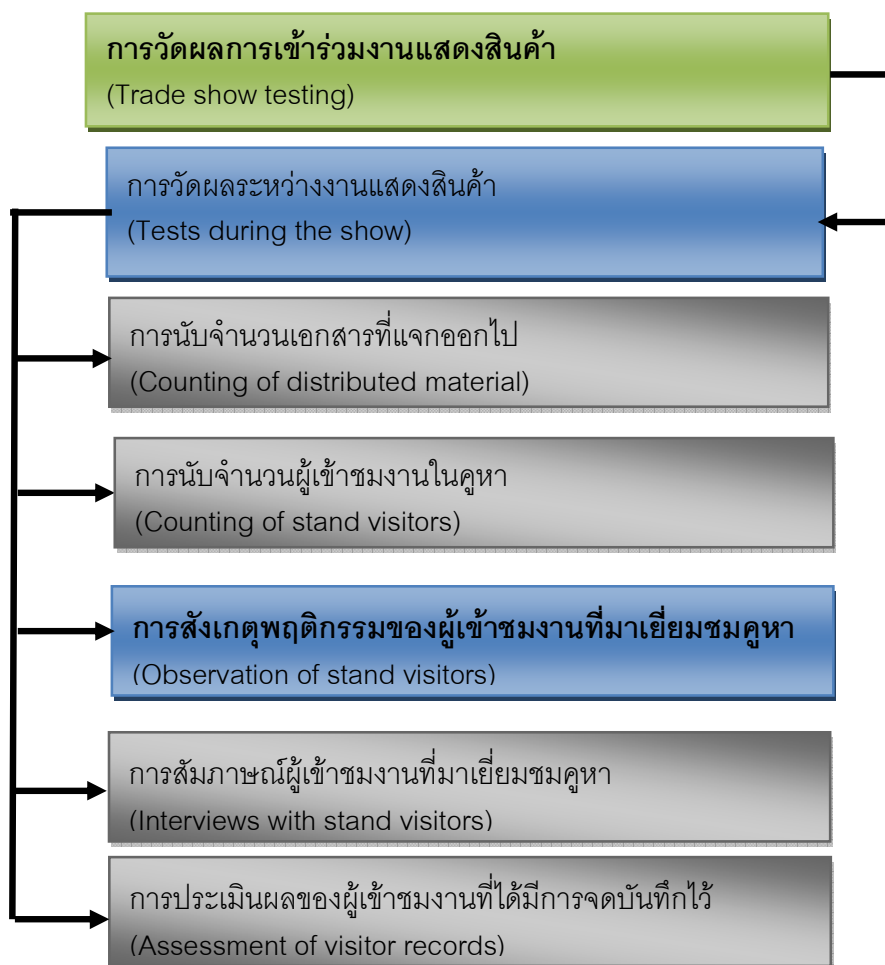 การวัดผลการเข้าร่วมงานแสดงสินค้า
(Trade show testing)
การวัดผลระหว่างงานแสดงสินค้า
(Tests during the show)
การนับจำนวนเอกสารที่แจกออกไป
(Counting of distributed material)
การนับจำนวนผู้เข้าชมงานในคูหา
(Counting of stand visitors)
การสังเกตุพฤติกรรมของผู้เข้าชมงานที่มาเยี่ยมชมคูหา
(Observation of stand visitors)
การสัมภาษณ์ผู้เข้าชมงานที่มาเยี่ยมชมคูหา
(Interviews with stand visitors)
การประเมินผลของผู้เข้าชมงานที่ได้มีการจดบันทึกไว้
(Assessment of visitor records)